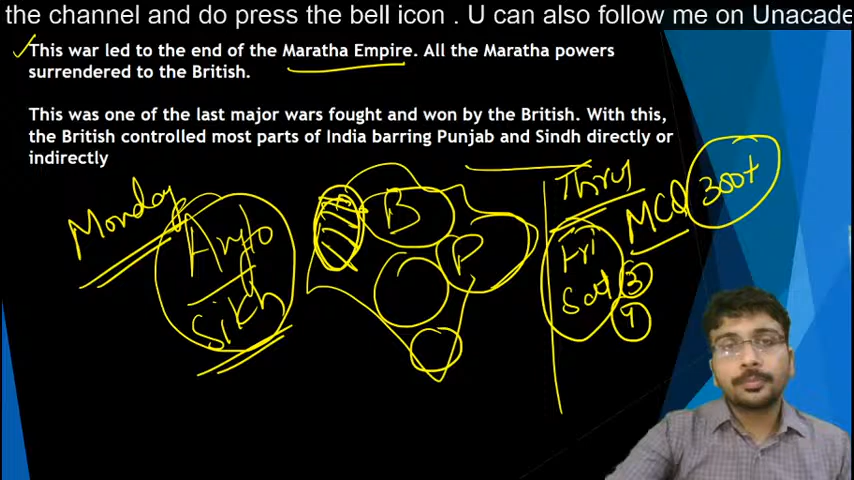 the channel and do press the bell icon . U can also follow me on Unacade
This war led to the end of the Maratha Empire. All the Maratha powers
surrendered to the British.
This was one of the last major wars fought and won by the British. With this,
the British controlled most parts of India barring Punjab and Sindh directly or
indirectly
Monday
Anglo
Sikh
B
P
Thru
MCQ 300+
Fri
Sat 3